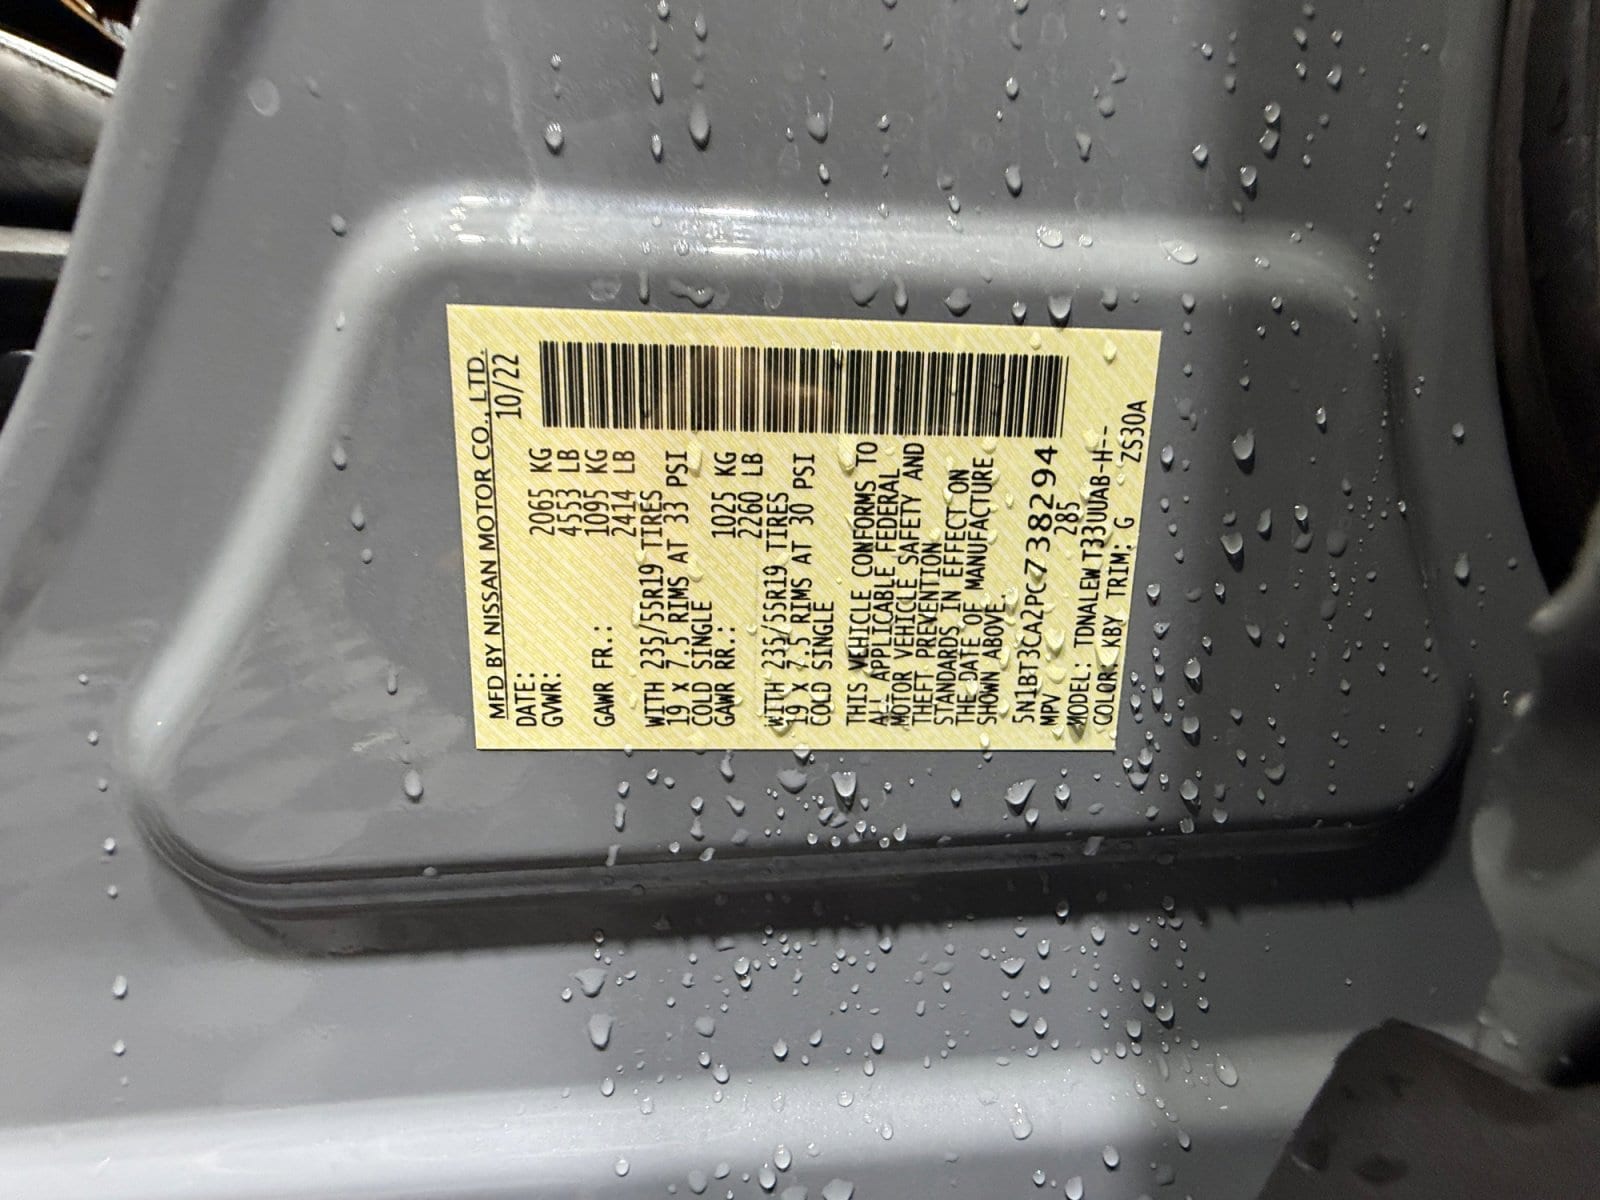 MFD BY NISSAN MOTOR CO., LTD.
DATE: 10/22
GVWR: 2065 KG
4553 LB
GAWR FR.: 1095 KG
2414 LB
WITH 235/55R19 TIRES
19 x 7.5 RIMS AT 33 PSI
COLD SINGLE
GAWR RR.: 1025 KG
2260 LB
WITH 235/55R19 TIRES
19 x 7.5 RIMS AT 30 PSI
COLD SINGLE
THIS VEHICLE CONFORMS TO
ALL APPLICABLE FEDERAL
MOTOR VEHICLE SAFETY AND
THEFT PREVENTION
STANDARDS IN EFFECT ON
THE DATE OF MANUFACTURE
SHOWN ABOVE.
5N1BT3CA2PC738294
MPV 285
MODEL: TDNALEW T33UUAB-H--
COLOR KBY TRIM: G ZS30A